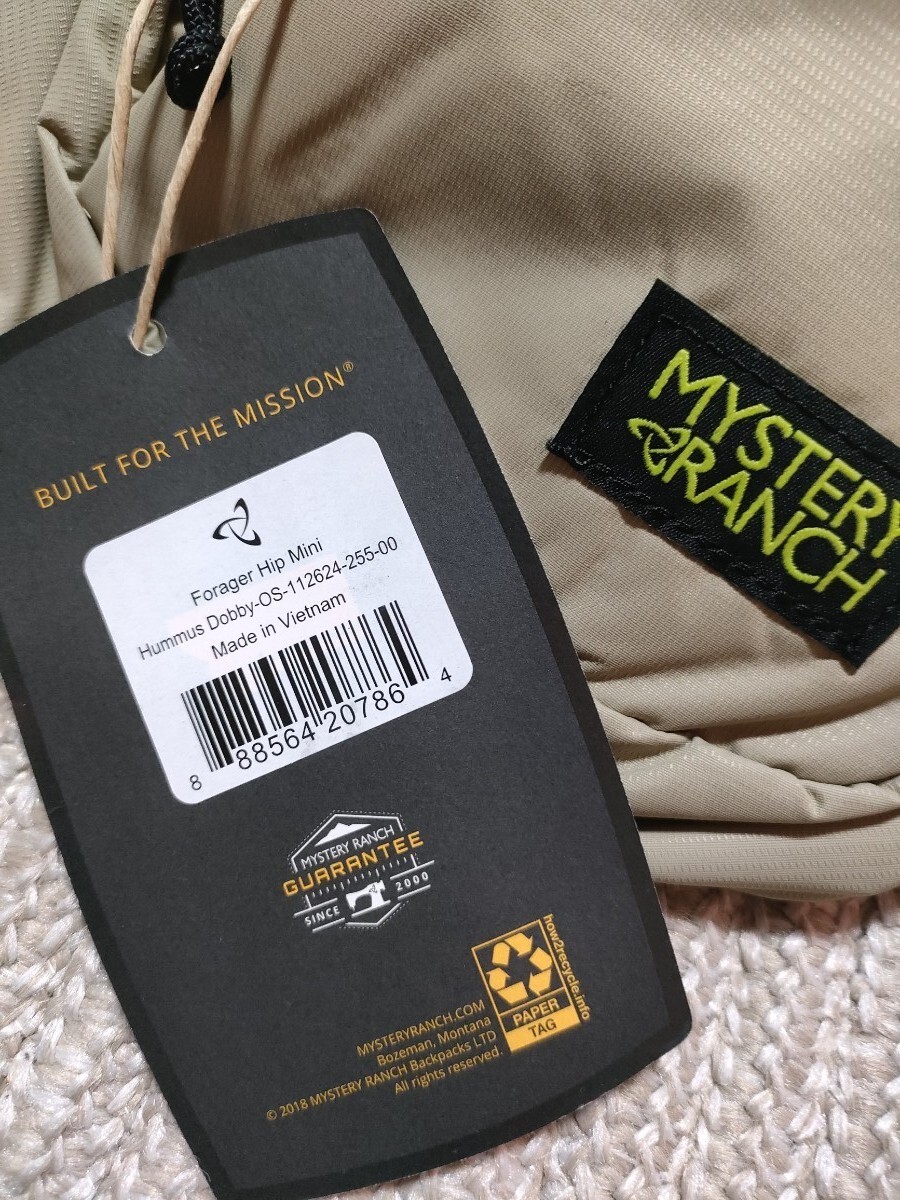 BUILT FOR THE MISSION®
Forager Hip Mini
Hummus Dobby-OS-112624-255-00
Made in Vietnam
8 88564 20786 4
MYSTERY RANCH
GUARANTEE
SINCE 2000
how2recycle.info
PAPER
TAG
MYSTERYRANCH.COM
Bozeman, Montana
© 2018 MYSTERY RANCH Backpacks LTD
All rights reserved.
MYSTERY
RANCH